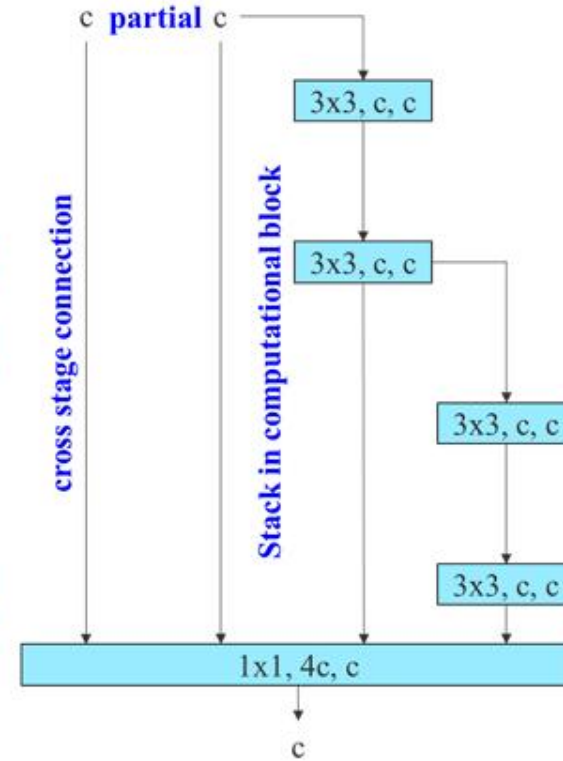 c partial c
3x3, c, c
cross stage connection
Stack in computational block
3x3, c, c
3x3, c, c
3x3, c, c
1x1, 4c, c
c